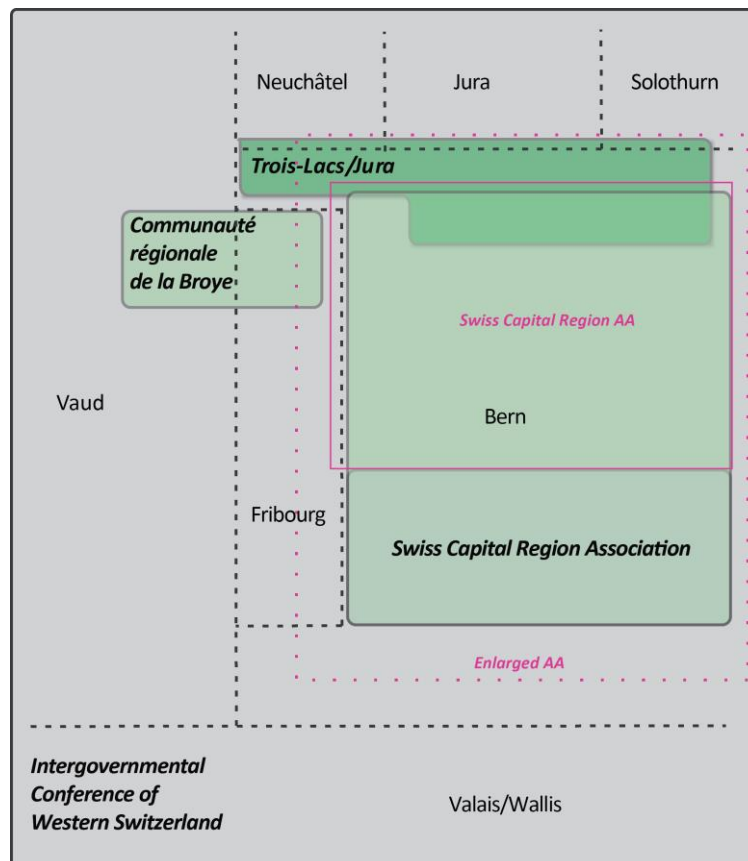 Neuchâtel
Jura
Solothurn
Trois-Lacs/Jura
Communauté
régionale
de la Broye
Swiss Capital Region AA
Vaud
Bern
Fribourg
Swiss Capital Region Association
Enlarged AA
Intergovernmental
Conference of
Western Switzerland
Valais/Wallis